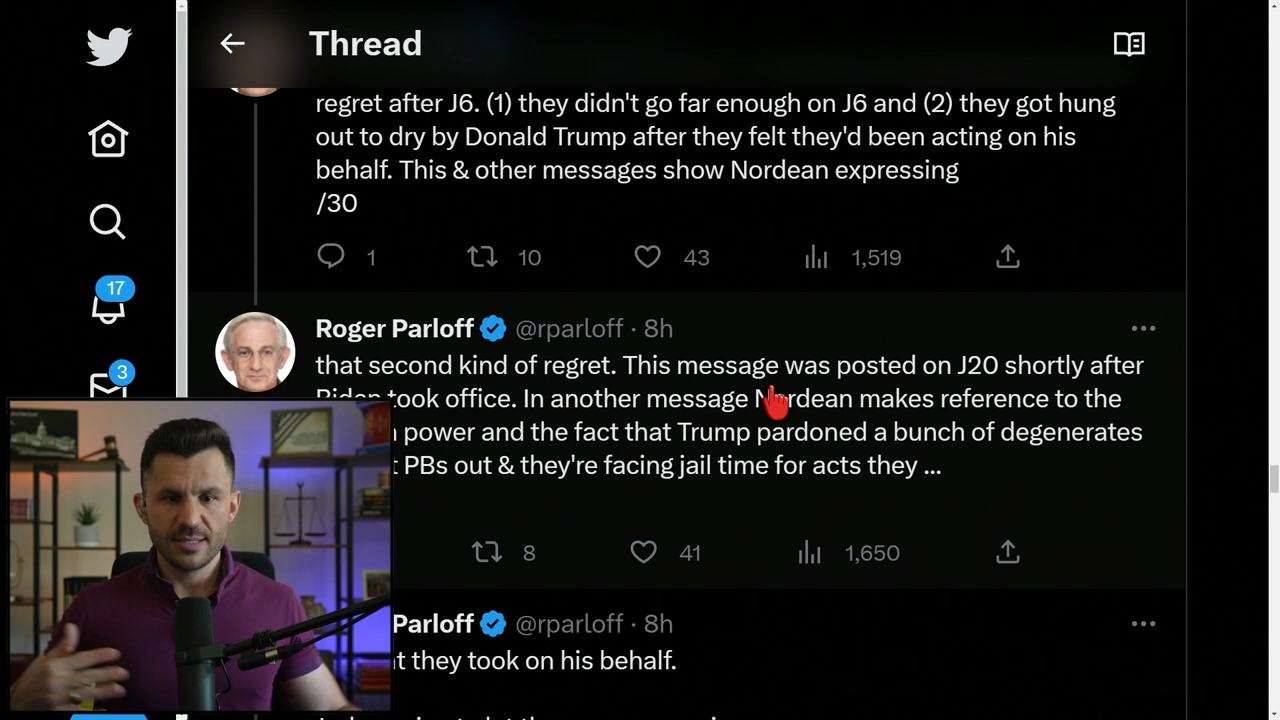 Thread
regret after J6. (1) they didn't go far enough on J6 and (2) they got hung
out to dry by Donald Trump after they felt they'd been acting on his
behalf. This & other messages show Nordean expressing
/30
1 10 43 1,519
17
Roger Parloff @rparloff · 8h
that second kind of regret. This message was posted on J20 shortly after
3
Biden took office. In another message Nordean makes reference to the
power and the fact that Trump pardoned a bunch of degenerates
PBs out & they're facing jail time for acts they ...
8 41 1,650
Parloff @rparloff · 8h
they took on his behalf.